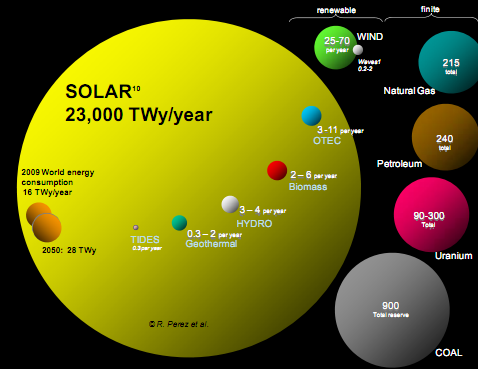 renewable
finite
WIND
25-70
per year
Waves1
0.2-2
215
total
Natural Gas
SOLAR10
23,000 TWy/year
3 -11 per year
OTEC
240
total
Petroleum
2009 World energy
consumption
16 TWy/year
2 – 6 per year
Biomass
3 – 4 per year
HYDRO
90-300
Total
Uranium
TIDES
0.3 per year
0.3 – 2 per year
Geothermal
2050: 28 TWy
900
Total reserve
© R. Perez et al.
COAL